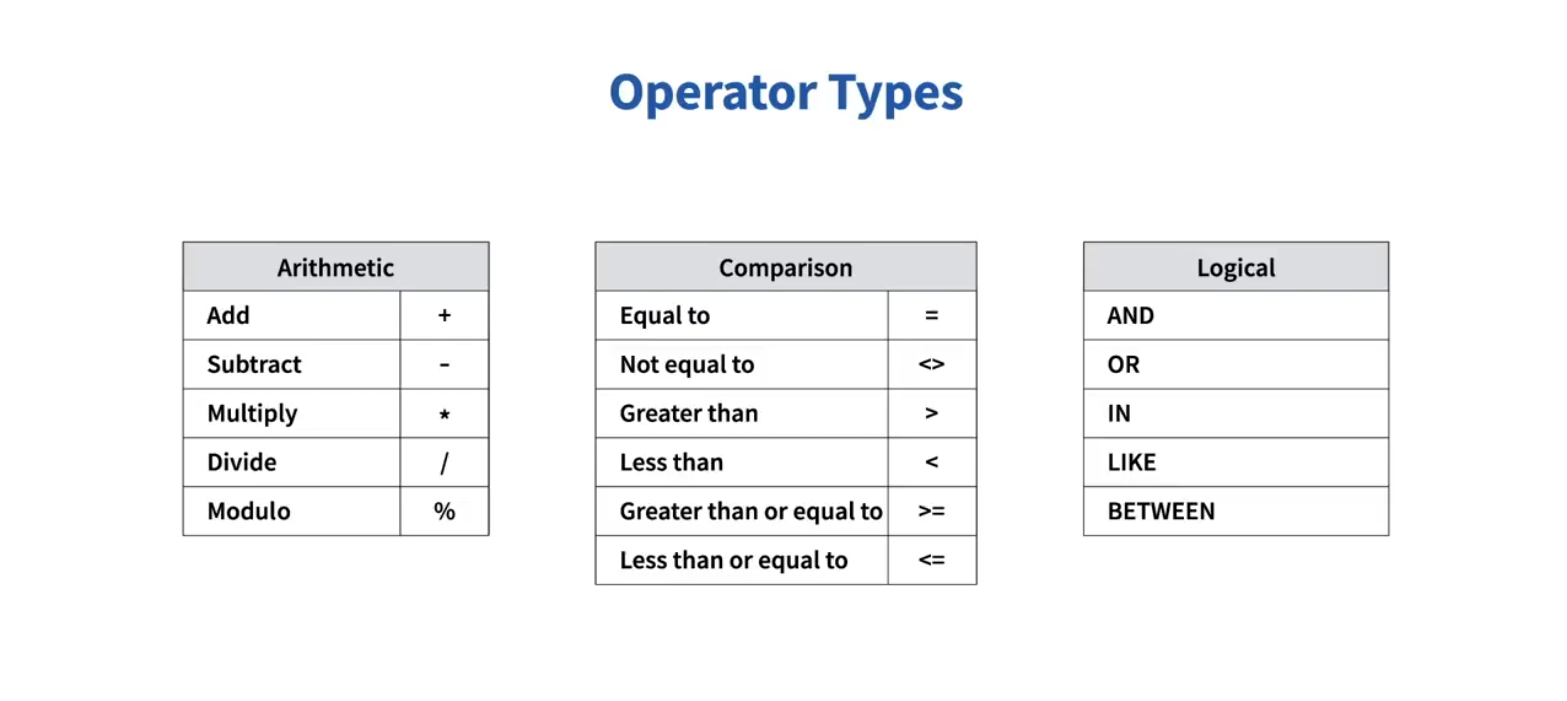 Operator Types
Arithmetic
Add +
Subtract -
Multiply *
Divide /
Modulo %
Comparison
Equal to =
Not equal to <>
Greater than >
Less than <
Greater than or equal to >=
Less than or equal to <=
Logical
AND
OR
IN
LIKE
BETWEEN